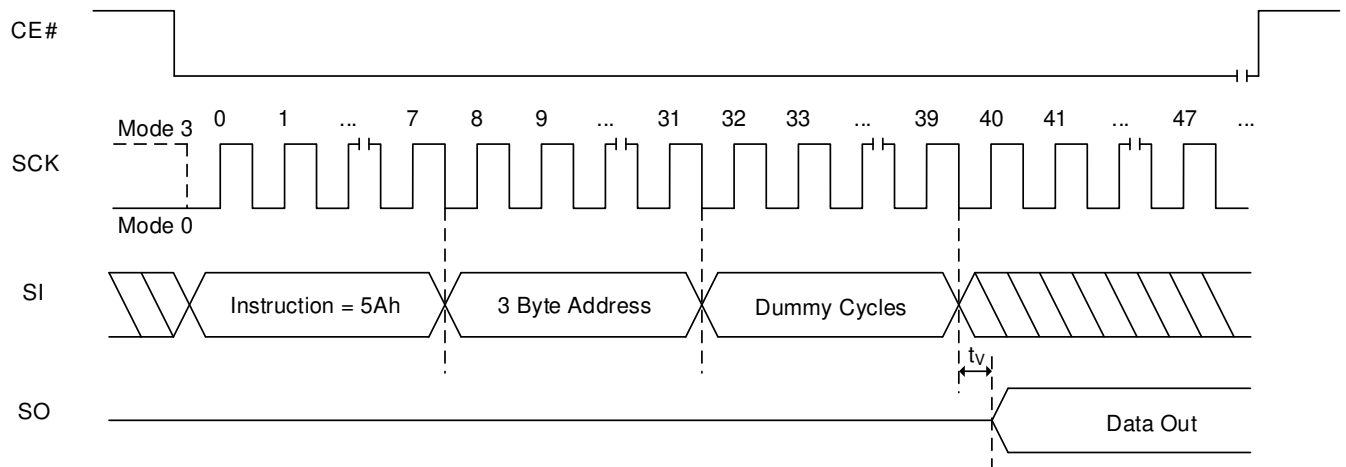 CE#
0 1 ... 7 8 9 ... 31 32 33 ... 39 40 41 ... 47 ...
Mode 3
SCK
Mode 0
SI
Instruction = 5Ah 3 Byte Address Dummy Cycles
tV
SO
Data Out